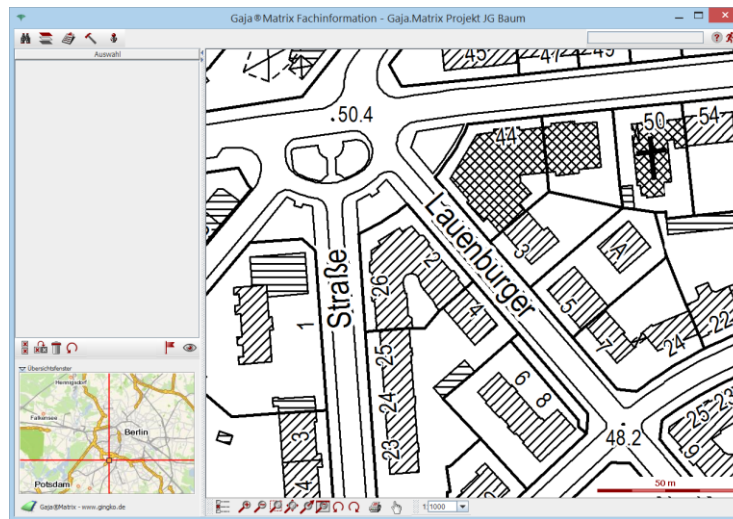 Gaja®Matrix Fachinformation - Gaja.Matrix Projekt JG Baum
Auswahl
45
47
249
50.4
44
50
54
Lauenburger
Straße
3
A
2
26
4
5
7
1
25
24
22
24
6
8
23
25
23
9
3
48.2
50 m
Übersichtsfenster
Hennigsdorf
Falkensee
Berlin
Potsdam
Gaja®Matrix - www.gingko.de
1: 1000